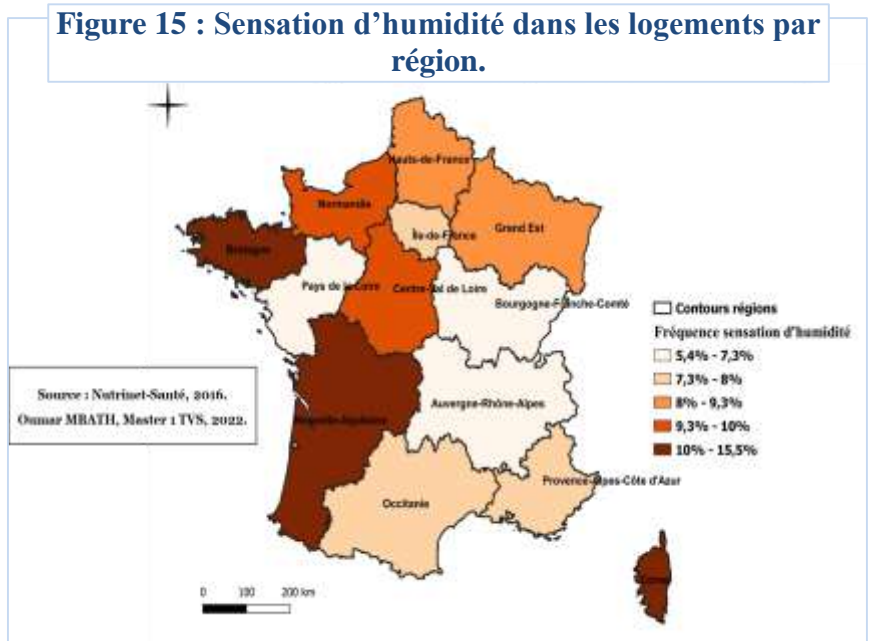 Figure 15 : Sensation d’humidité dans les logements par
région.
Hauts-de-France
Normandie
Île-de-France
Grand Est
Bretagne
Pays de la Loire
Centre-Val de Loire
Bourgogne-Franche-Comté
Contours régions
Fréquence sensation d'humidité
5,4% - 7,3%
7,3% - 8%
8% - 9,3%
9,3% - 10%
10% - 15,5%
Source : Nutrinet-Santé, 2016.
Oumar MBATH, Master 1 TVS, 2022.
Auvergne-Rhône-Alpes
Nouvelle-Aquitaine
Provence-Alpes-Côte d'Azur
Occitanie
Corse
0 100 200 km